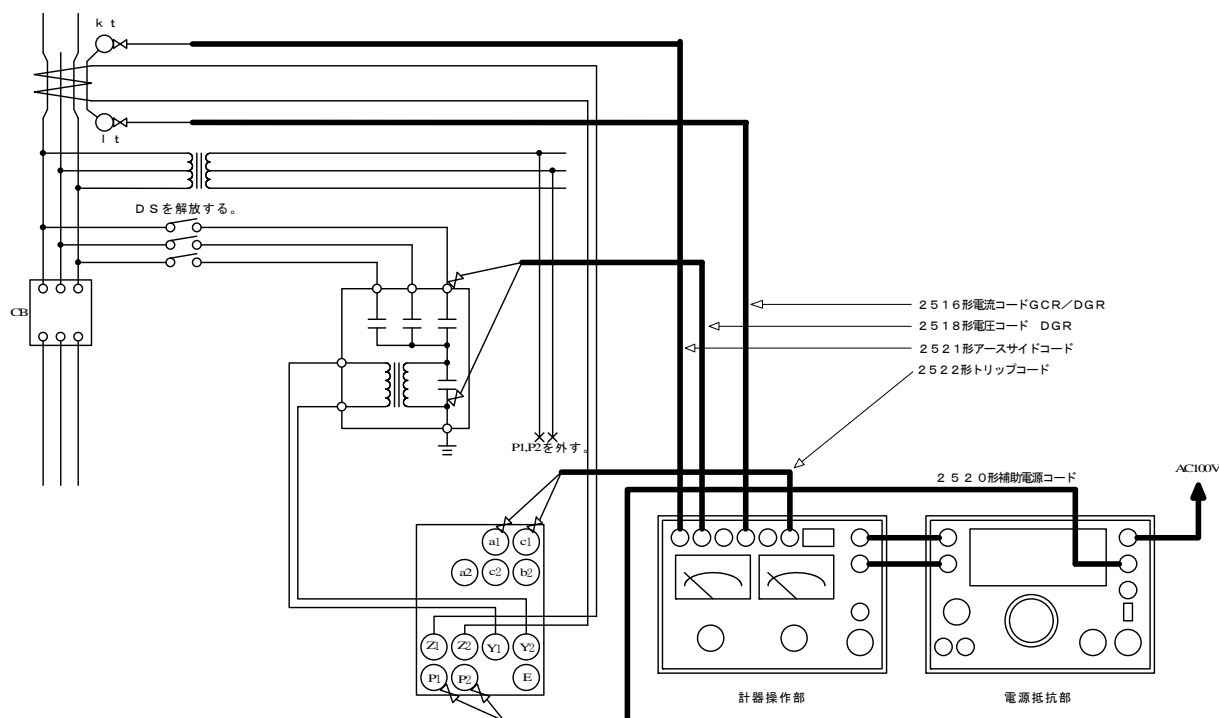 k t
l t
DSを解放する。
CB
2516形電流コードGCR/DGR
2518形電圧コード DGR
2521形アースサイドコード
2522形トリップコード
P1,P2を外す。
2520形補助電源コード
AC100V
a1 c1
a2 c2 b2
Z1 Z2 Y1 Y2
P1 P2 E
計器操作部
電源抵抗部